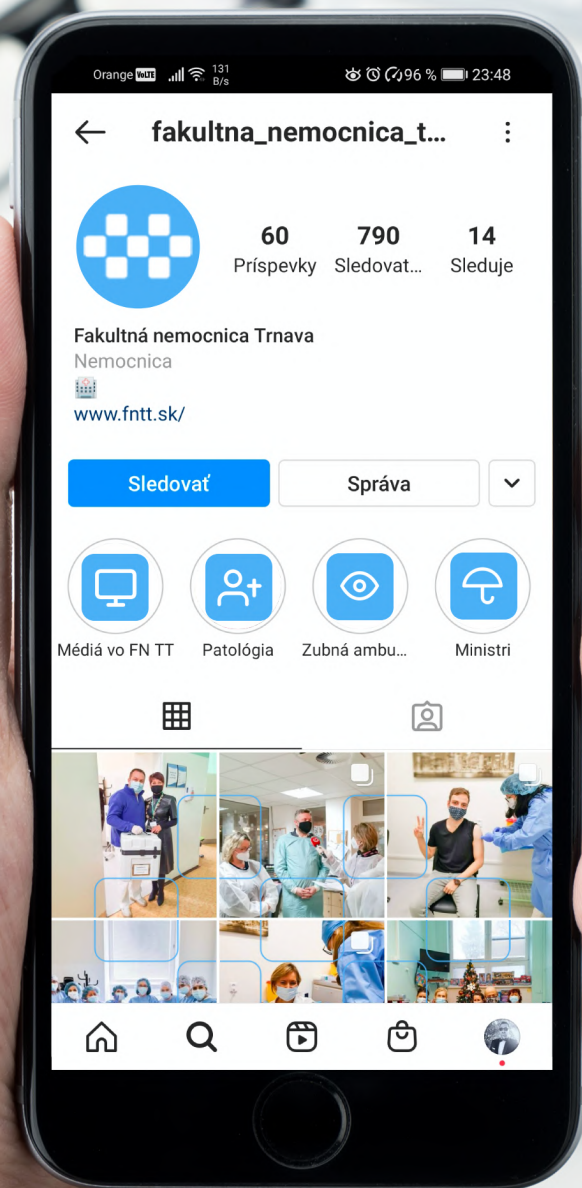 Orange VoLTE 131 B/s 96 % 23:48
fakultna_nemocnica_t...
60 790 14
Príspevky Sledovat... Sleduje
Fakultná nemocnica Trnava
Nemocnica
www.fntt.sk/
Sledovať Správa
Médiá vo FN TT Patológia Zubná ambu... Ministri